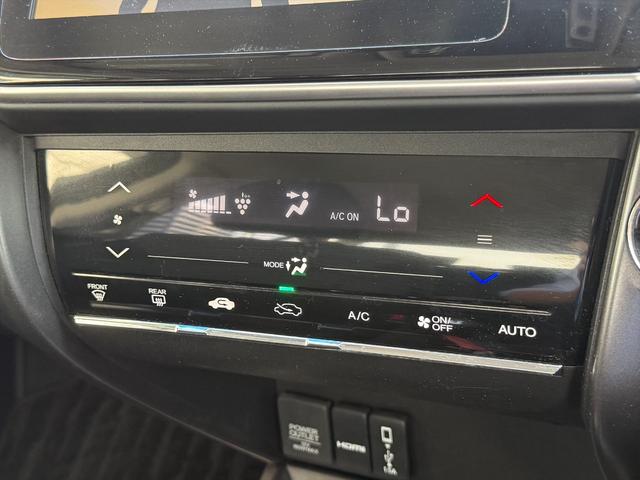 A/C ON
Lo
MODE
FRONT
REAR
A/C
ON/
OFF
AUTO
POWER
OUTLET
HDMI